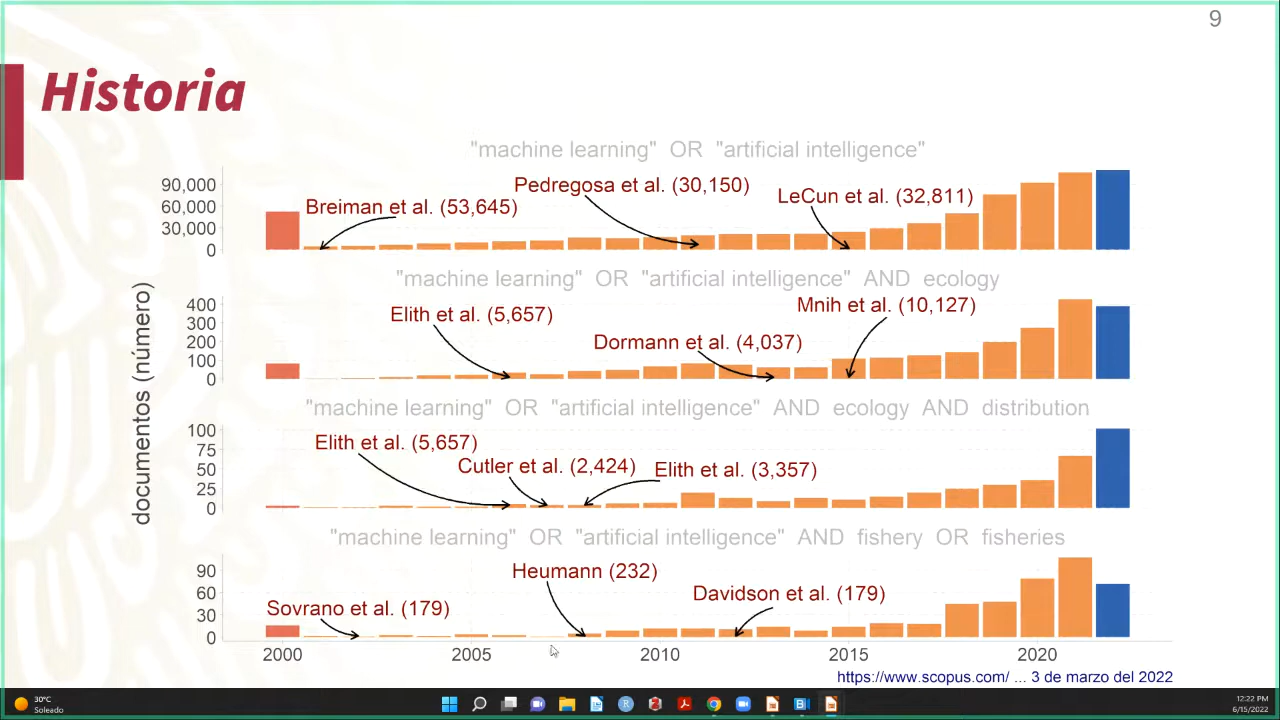 9
Historia
"machine learning" OR "artificial intelligence"
90,000
60,000
30,000
0
Breiman et al. (53,645)
Pedregosa et al. (30,150)
LeCun et al. (32,811)
"machine learning" OR "artificial intelligence" AND ecology
400
300
200
100
0
Elith et al. (5,657)
Dormann et al. (4,037)
Mnih et al. (10,127)
documentos (número)
"machine learning" OR "artificial intelligence" AND ecology AND distribution
100
75
50
25
0
Elith et al. (5,657)
Cutler et al. (2,424)
Elith et al. (3,357)
"machine learning" OR "artificial intelligence" AND fishery OR fisheries
90
60
30
0
Sovrano et al. (179)
Heumann (232)
Davidson et al. (179)
2000 2005 2010 2015 2020
https://www.scopus.com/ ... 3 de marzo del 2022
30°C
Soleado
12:22 PM
6/15/2022